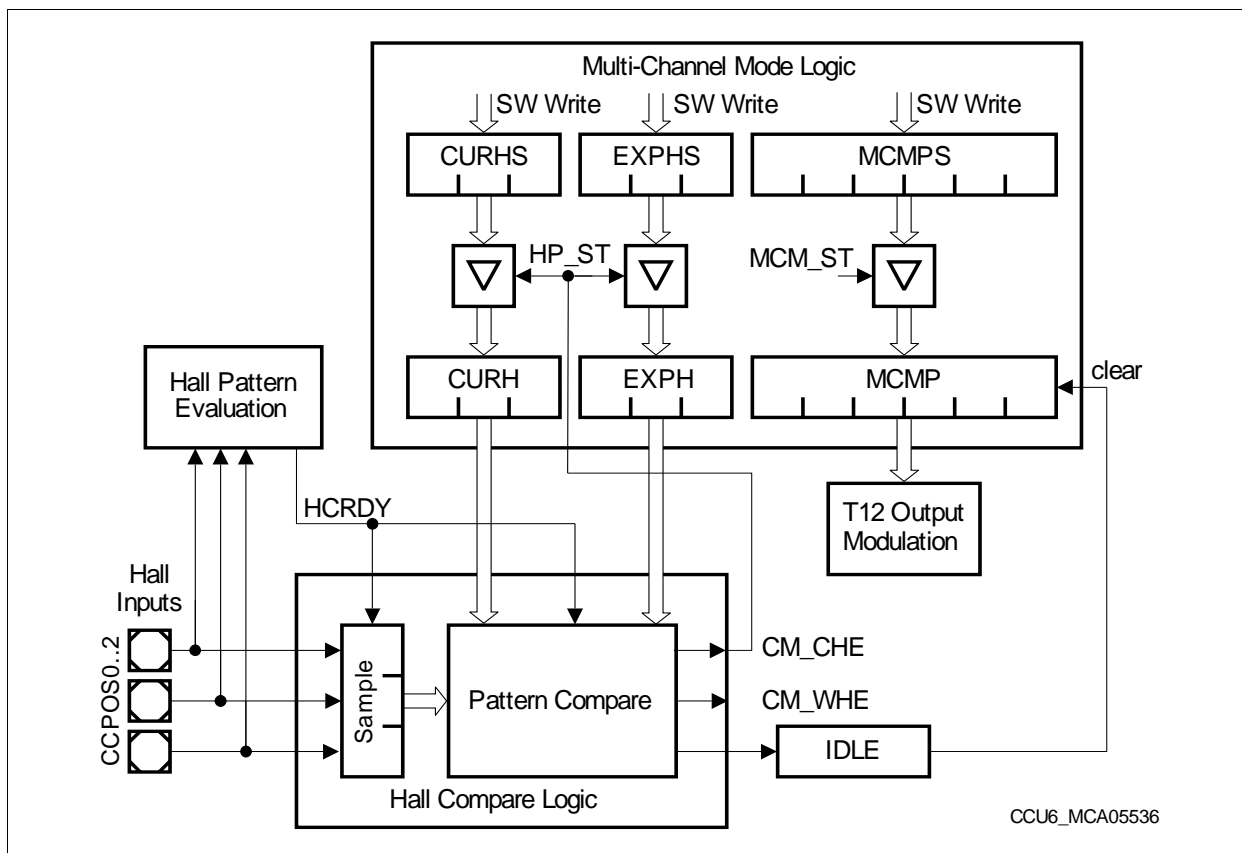 Multi-Channel Mode Logic
SW Write
SW Write
SW Write
CURHS
EXPHS
MCMPS
HP_ST
MCM_ST
CURH
EXPH
MCMP
clear
Hall Pattern
Evaluation
HCRDY
T12 Output
Modulation
Hall
Inputs
CCPOS0..2
Sample
Pattern Compare
CM_CHE
CM_WHE
IDLE
Hall Compare Logic
CCU6_MCA05536